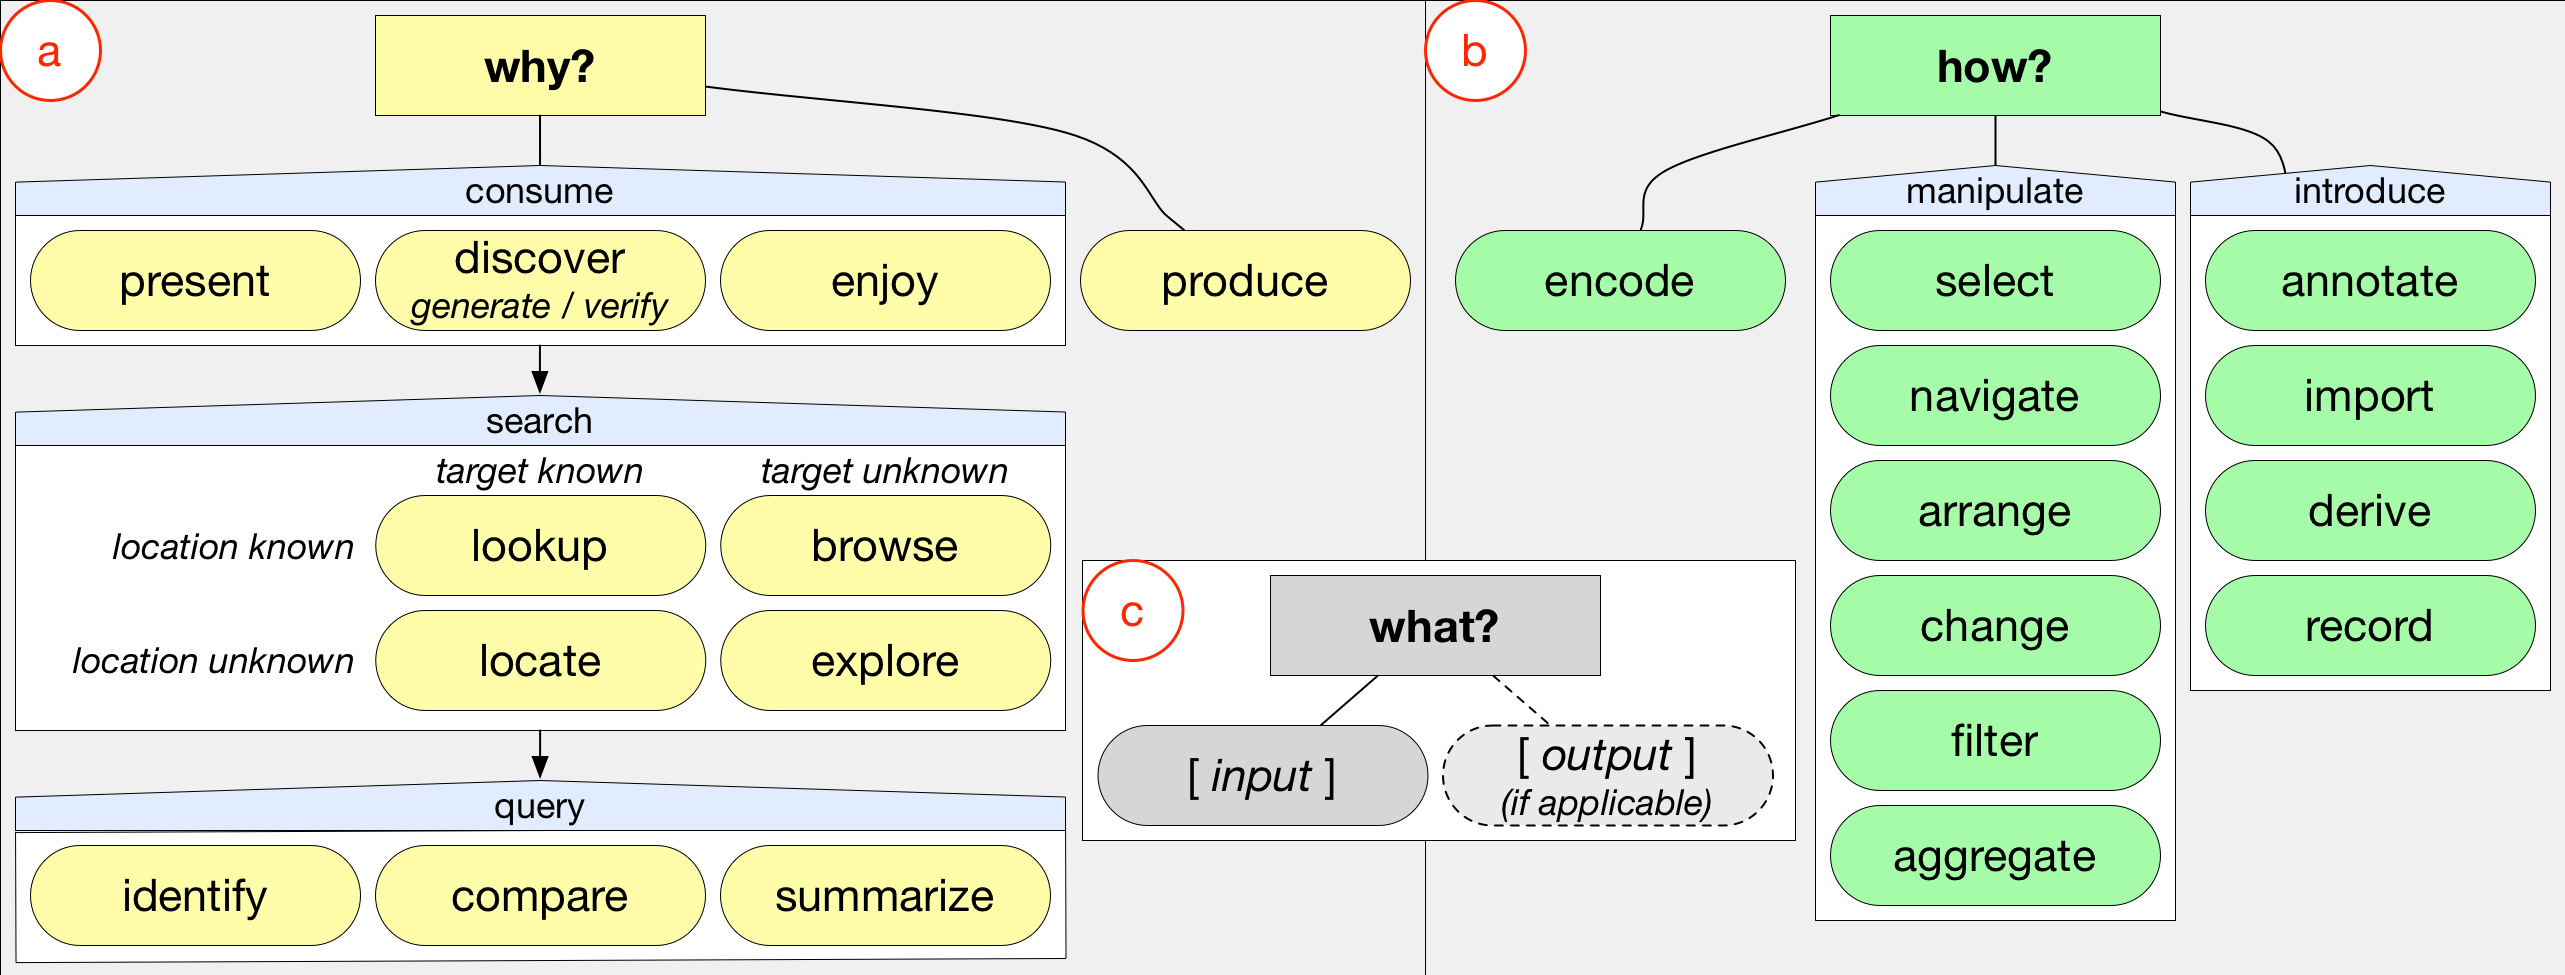 a
why?
consume
present
discover
generate / verify
enjoy
produce
search
target known
target unknown
location known
lookup
browse
location unknown
locate
explore
query
identify
compare
summarize
b
how?
encode
manipulate
select
navigate
arrange
change
filter
aggregate
introduce
annotate
import
derive
record
c
what?
[ input ]
[ output ]
(if applicable)